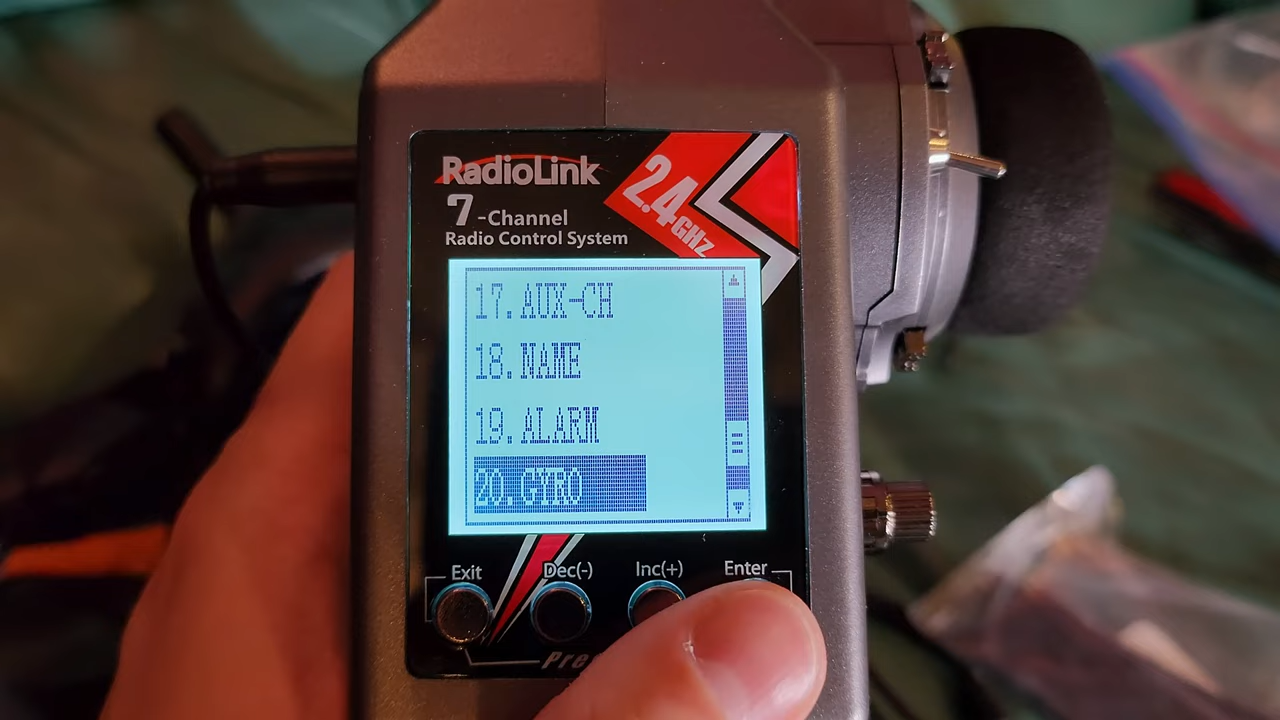 RadioLink
7-Channel
Radio Control System
2.4GHz
17.AUX-CH
18.NAME
19.ALARM
20.GYRO
Exit Dec(-) Inc(+) Enter